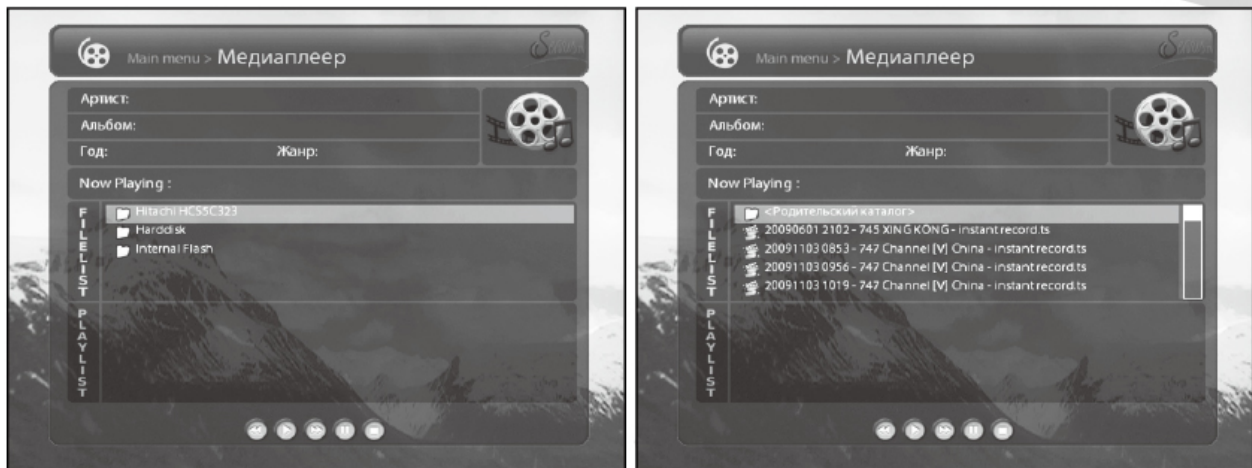 Main menu > Медиаплеер
Артист:
Альбом:
Год: Жанр:
Now Playing :
FILELIST
Hitachi HCS5C323
Harddisk
Internal Flash
PLAYLIST
Main menu > Медиаплеер
Артист:
Альбом:
Год: Жанр:
Now Playing :
FILELIST
<Родительский каталог>
20090601 2102 - 745 XING KONG - instant record.ts
20091103 0853 - 747 Channel [V] China - instant record.ts
20091103 0956 - 747 Channel [V] China - instant record.ts
20091103 1019 - 747 Channel [V] China - instant record.ts
PLAYLIST